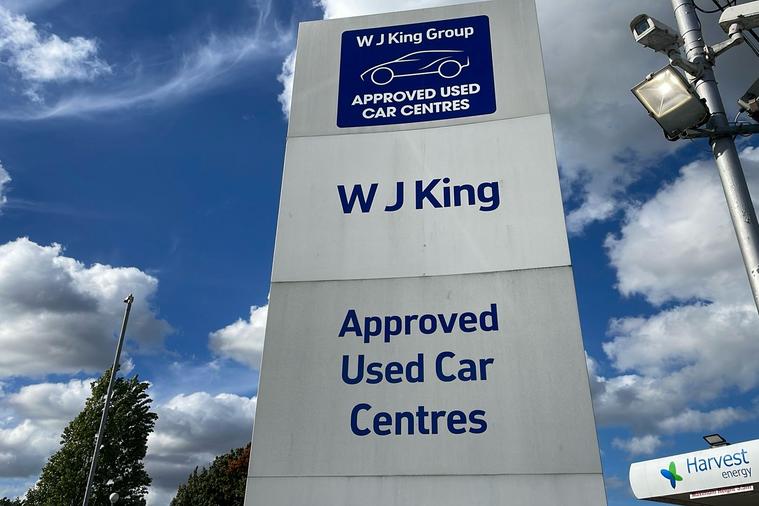 W J King Group
APPROVED USED
CAR CENTRES
W J King
Approved
Used Car
Centres
Harvest
energy